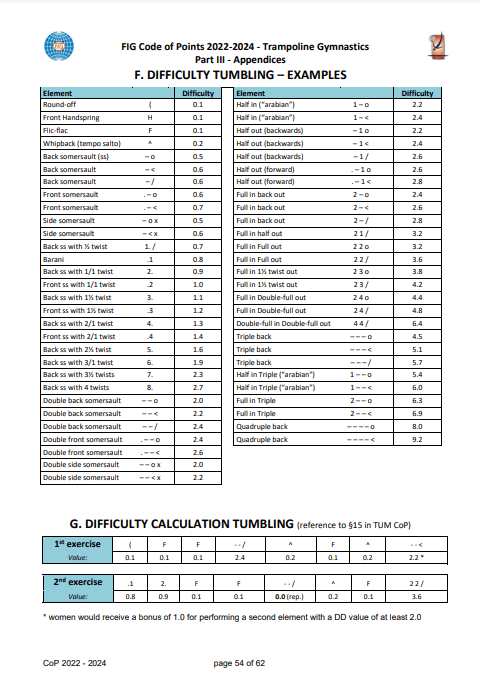 FIG Code of Points 2022-2024 - Trampoline Gymnastics
Part III - Appendices
F. DIFFICULTY TUMBLING – EXAMPLES
Element Difficulty
Round-off ( 0.1
Front Handspring H 0.1
Flic-flac F 0.1
Whipback (tempo salto) ^ 0.2
Back somersault (ss) – o 0.5
Back somersault – < 0.6
Back somersault – / 0.6
Front somersault . – o 0.6
Front somersault . – < 0.7
Side somersault – o x 0.5
Side somersault – < x 0.6
Back ss with ½ twist 1. / 0.7
Barani .1 0.8
Back ss with 1/1 twist 2. 0.9
Front ss with 1/1 twist .2 1.0
Back ss with 1½ twist 3. 1.1
Front ss with 1½ twist .3 1.2
Back ss with 2/1 twist 4. 1.3
Front ss with 2/1 twist .4 1.4
Back ss with 2½ twist 5. 1.6
Back ss with 3/1 twist 6. 1.9
Back ss with 3½ twists 7. 2.3
Back ss with 4 twists 8. 2.7
Double back somersault – – o 2.0
Double back somersault – – < 2.2
Double back somersault – – / 2.4
Double front somersault . – – o 2.4
Double front somersault . – – < 2.6
Double side somersault – – o x 2.0
Double side somersault – – < x 2.2
Element Difficulty
Half in ("arabian") 1 – o 2.2
Half in ("arabian") 1 – < 2.4
Half out (backwards) – 1 o 2.2
Half out (backwards) – 1 < 2.4
Half out (backwards) – 1 / 2.6
Half out (forward) . – 1 o 2.6
Half out (forward) . – 1 < 2.8
Full in back out 2 – o 2.4
Full in back out 2 – < 2.6
Full in back out 2 – / 2.8
Full in half out 2 1 / 3.2
Full in Full out 2 2 o 3.2
Full in Full out 2 2 / 3.6
Full in 1½ twist out 2 3 o 3.8
Full in 1½ twist out 2 3 / 4.2
Full in Double-full out 2 4 o 4.4
Full in Double-full out 2 4 / 4.8
Double-full in Double-full out 4 4 / 6.4
Triple back – – – o 4.5
Triple back – – – < 5.1
Triple back – – – / 5.7
Half in Triple ("arabian") 1 – – o 5.4
Half in Triple ("arabian") 1 – – < 6.0
Full in Triple 2 – – o 6.3
Full in Triple 2 – – < 6.9
Quadruple back – – – – o 8.0
Quadruple back – – – – < 9.2
G. DIFFICULTY CALCULATION TUMBLING (reference to §15 in TUM CoP)
1st exercise ( F F - - / ^ F ^ - - <
Value: 0.1 0.1 0.1 2.4 0.2 0.1 0.2 2.2 *
2nd exercise .1 2. F F - - / ^ F 2 2 /
Value: 0.8 0.9 0.1 0.1 0.0 (rep.) 0.2 0.1 3.6
* women would receive a bonus of 1.0 for performing a second element with a DD value of at least 2.0
CoP 2022 - 2024 page 54 of 62